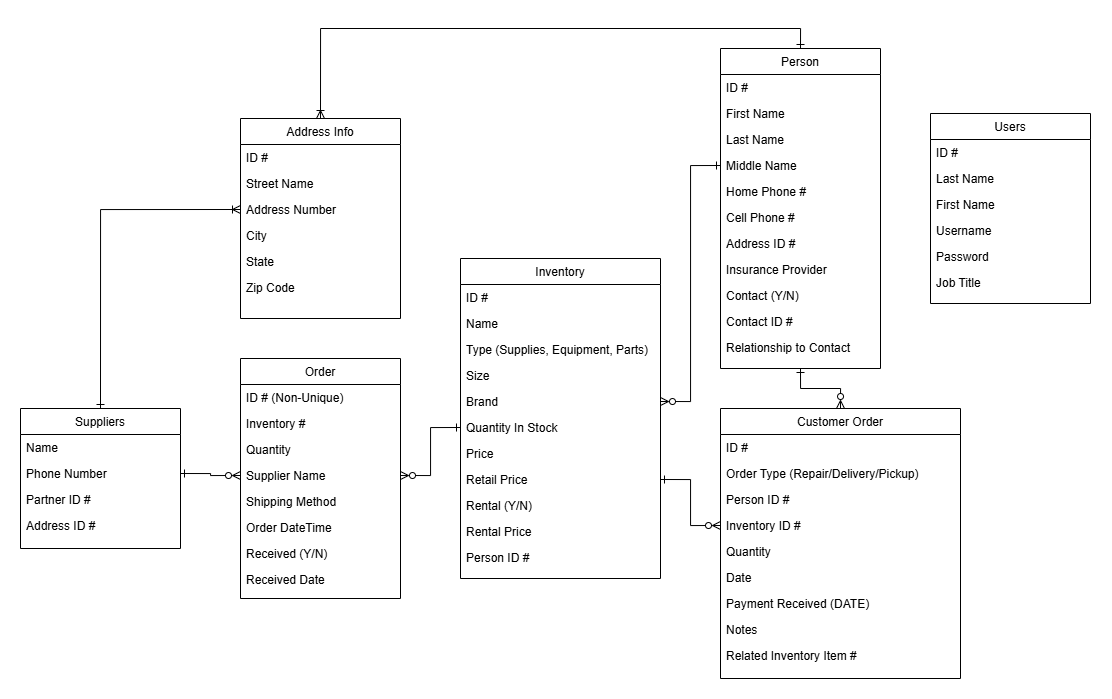 Person
ID #
First Name
Last Name
Middle Name
Home Phone #
Cell Phone #
Address ID #
Insurance Provider
Contact (Y/N)
Contact ID #
Relationship to Contact
Users
ID #
Last Name
First Name
Username
Password
Job Title
Address Info
ID #
Street Name
Address Number
City
State
Zip Code
Inventory
ID #
Name
Type (Supplies, Equipment, Parts)
Size
Brand
Quantity In Stock
Price
Retail Price
Rental (Y/N)
Rental Price
Person ID #
Order
ID # (Non-Unique)
Inventory #
Quantity
Supplier Name
Shipping Method
Order DateTime
Received (Y/N)
Received Date
Suppliers
Name
Phone Number
Partner ID #
Address ID #
Customer Order
ID #
Order Type (Repair/Delivery/Pickup)
Person ID #
Inventory ID #
Quantity
Date
Payment Received (DATE)
Notes
Related Inventory Item #